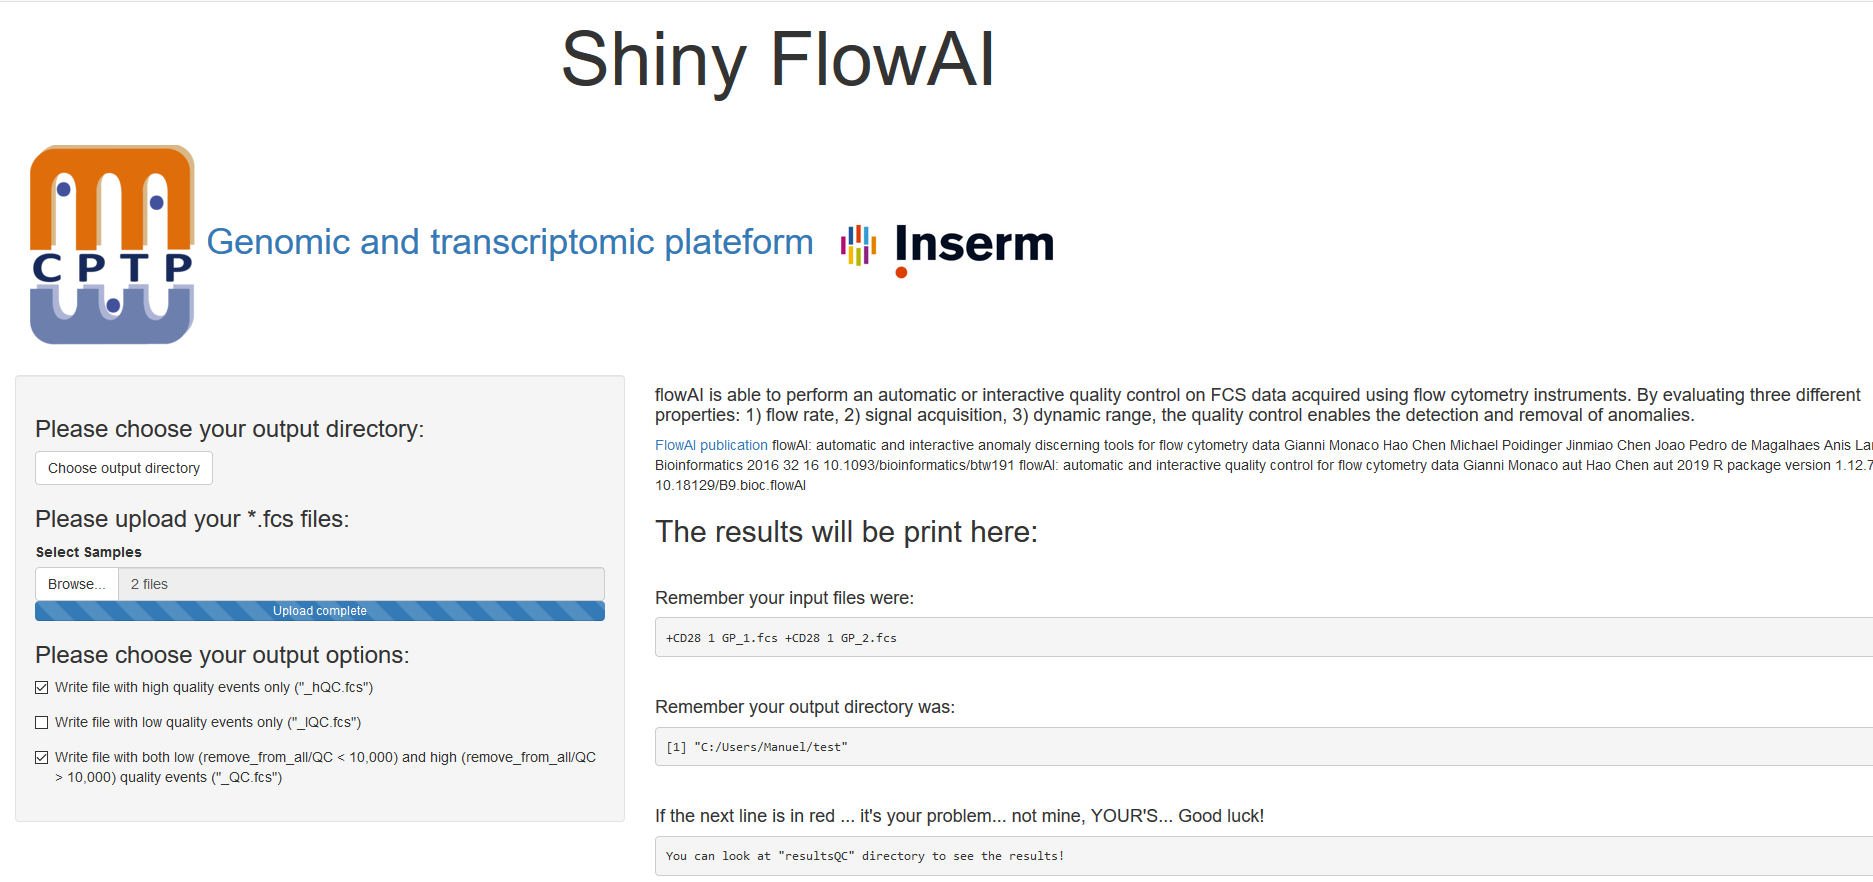 Shiny FlowAI
CPTP
Genomic and transcriptomic plateform
Inserm
Please choose your output directory:
Choose output directory
Please upload your *.fcs files:
Select Samples
Browse... 2 files
Upload complete
Please choose your output options:
Write file with high quality events only ("_hQC.fcs")
Write file with low quality events only ("_lQC.fcs")
Write file with both low (remove_from_all/QC < 10,000) and high (remove_from_all/QC
> 10,000) quality events ("_QC.fcs")
flowAI is able to perform an automatic or interactive quality control on FCS data acquired using flow cytometry instruments. By evaluating three different
properties: 1) flow rate, 2) signal acquisition, 3) dynamic range, the quality control enables the detection and removal of anomalies.
FlowAI publication flowAI: automatic and interactive anomaly discerning tools for flow cytometry data Gianni Monaco Hao Chen Michael Poidinger Jinmiao Chen Joao Pedro de Magalhaes Anis
Bioinformatics 2016 32 16 10.1093/bioinformatics/btw191 flowAI: automatic and interactive quality control for flow cytometry data Gianni Monaco aut Hao Chen aut 2019 R package version 1.12.7
10.18129/B9.bioc.flowAI
The results will be print here:
Remember your input files were:
+CD28 1 GP_1.fcs +CD28 1 GP_2.fcs
Remember your output directory was:
[1] "C:/Users/Manuel/test"
If the next line is in red ... it's your problem... not mine, YOUR'S... Good luck!
You can look at "resultsQC" directory to see the results!